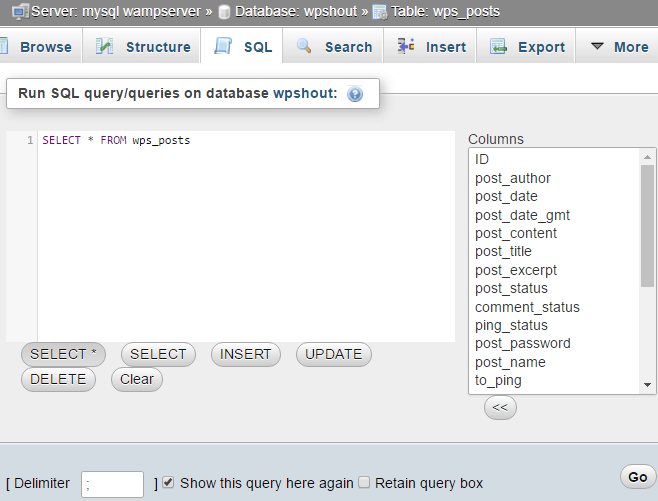 Server: mysql wampserver » Database: wpshout » Table: wps_posts
Browse Structure SQL Search Insert Export More
Run SQL query/queries on database wpshout:
1 SELECT * FROM wps_posts
Columns
ID
post_author
post_date
post_date_gmt
post_content
post_title
post_excerpt
post_status
comment_status
ping_status
post_password
post_name
to_ping
SELECT * SELECT INSERT UPDATE
DELETE Clear
<<
[ Delimiter ; ] Show this query here again Retain query box Go